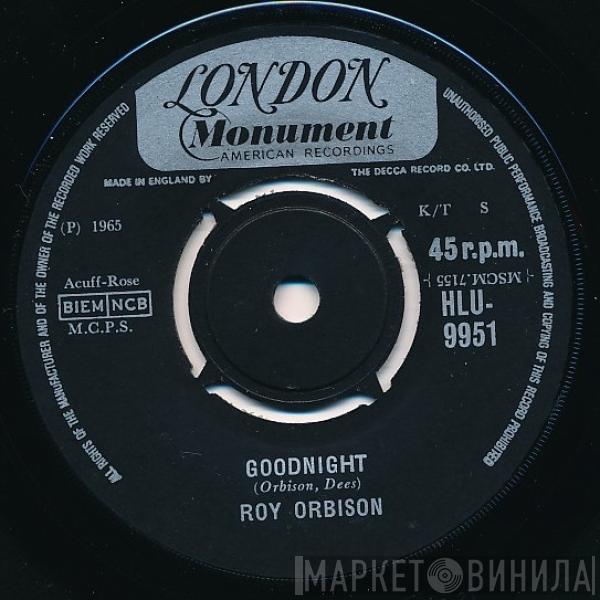 LONDON
Monument
AMERICAN RECORDINGS
MADE IN ENGLAND BY
THE DECCA RECORD CO. LTD.
ALL RIGHTS OF THE MANUFACTURER AND OF THE OWNER OF THE RECORDED WORK RESERVED
UNAUTHORISED PUBLIC PERFORMANCE BROADCASTING AND COPYING OF THIS RECORD PROHIBITED
(P) 1965
K/T S
45 r.p.m.
MSCM.7155
HLU-
9951
Acuff-Rose
BIEM NCB
M.C.P.S.
GOODNIGHT
(Orbison, Dees)
ROY ORBISON
МАРКЕТ ВИНИЛА